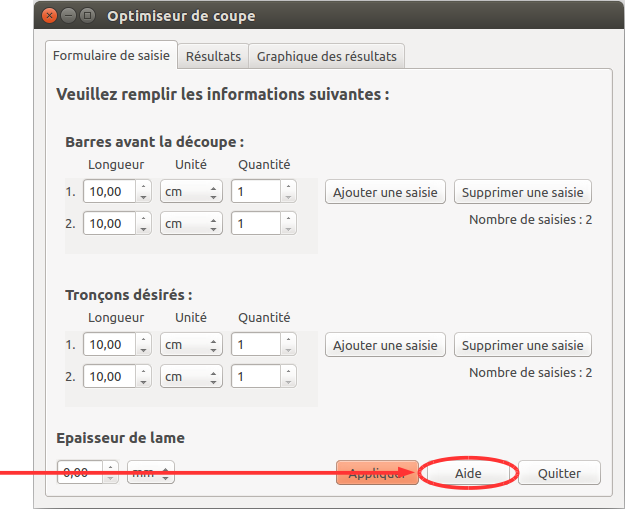 Optimiseur de coupe
Formulaire de saisie Résultats Graphique des résultats
Veuillez remplir les informations suivantes :
Barres avant la découpe :
Longueur Unité Quantité
1. 10,00 cm 1 Ajouter une saisie Supprimer une saisie
2. 10,00 cm 1
Nombre de saisies : 2
Tronçons désirés :
Longueur Unité Quantité
1. 10,00 cm 1 Ajouter une saisie Supprimer une saisie
2. 10,00 cm 1
Nombre de saisies : 2
Epaisseur de lame
0,00 mm Appliquer Aide Quitter